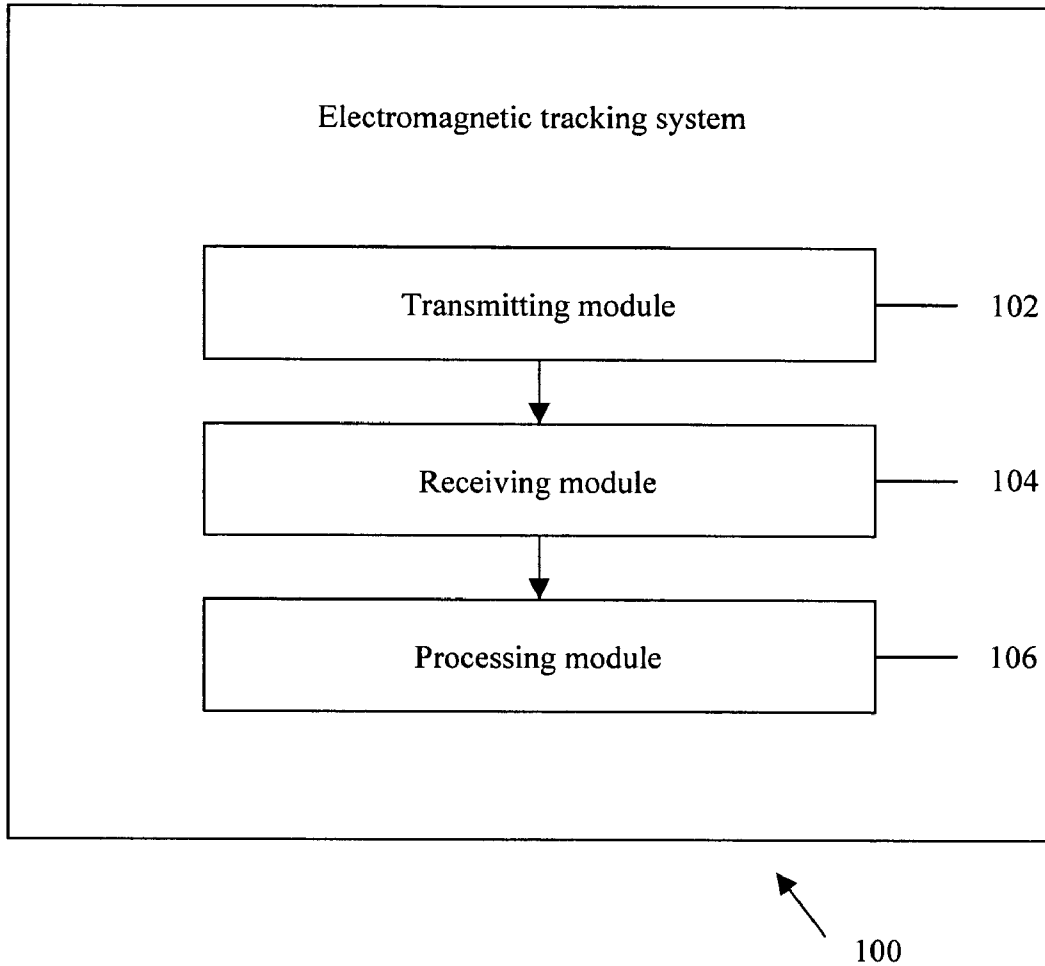 Electromagnetic tracking system
Transmitting module
102
Receiving module
104
Processing module
106
100